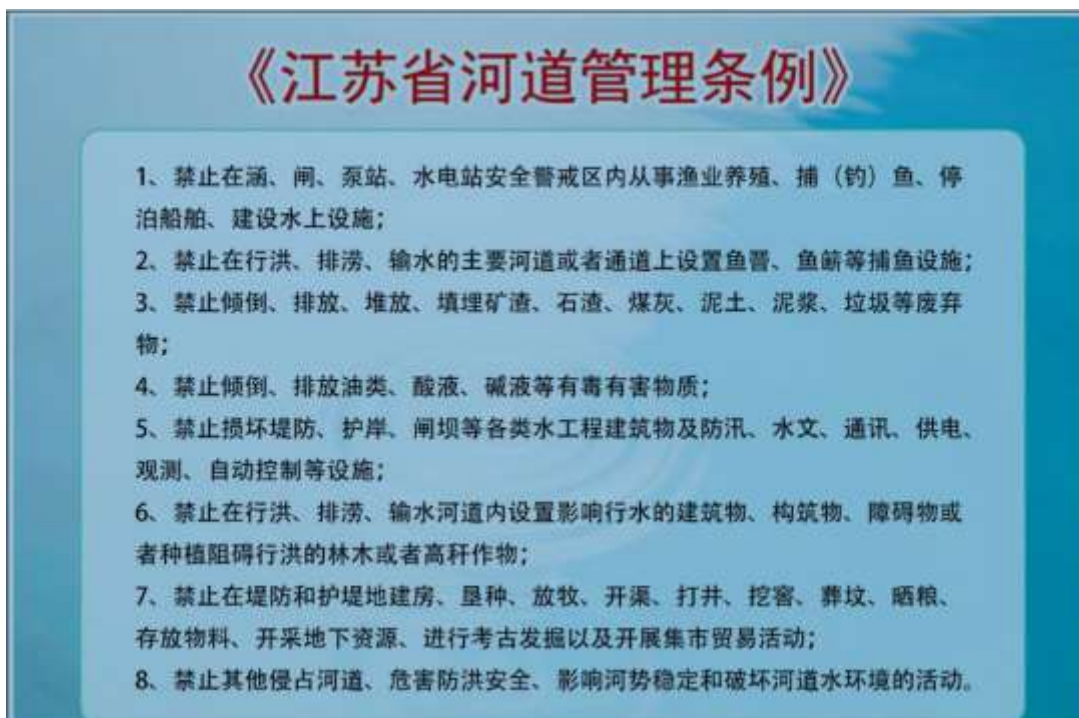 《江苏省河道管理条例》
1、禁止在涵、闸、泵站、水电站安全警戒区内从事渔业养殖、捕（钓）鱼、停
泊船舶、建设水上设施；
2、禁止在行洪、排涝、输水的主要河道或者通道上设置鱼罾、鱼簖等捕鱼设施；
3、禁止倾倒、排放、堆放、填埋矿渣、石渣、煤灰、泥土、泥浆、垃圾等废弃
物；
4、禁止倾倒、排放油类、酸液、碱液等有毒有害物质；
5、禁止损坏堤防、护岸、闸坝等各类水工程建筑物及防汛、水文、通讯、供电、
观测、自动控制等设施；
6、禁止在行洪、排涝、输水河道内设置影响行水的建筑物、构筑物、障碍物或
者种植阻碍行洪的林木或者高秆作物；
7、禁止在堤防和护堤地建房、垦种、放牧、开渠、打井、挖窖、葬坟、晒粮、
存放物料、开采地下资源、进行考古发掘以及开展集市贸易活动；
8、禁止其他侵占河道、危害防洪安全、影响河势稳定和破坏河道水环境的活动。